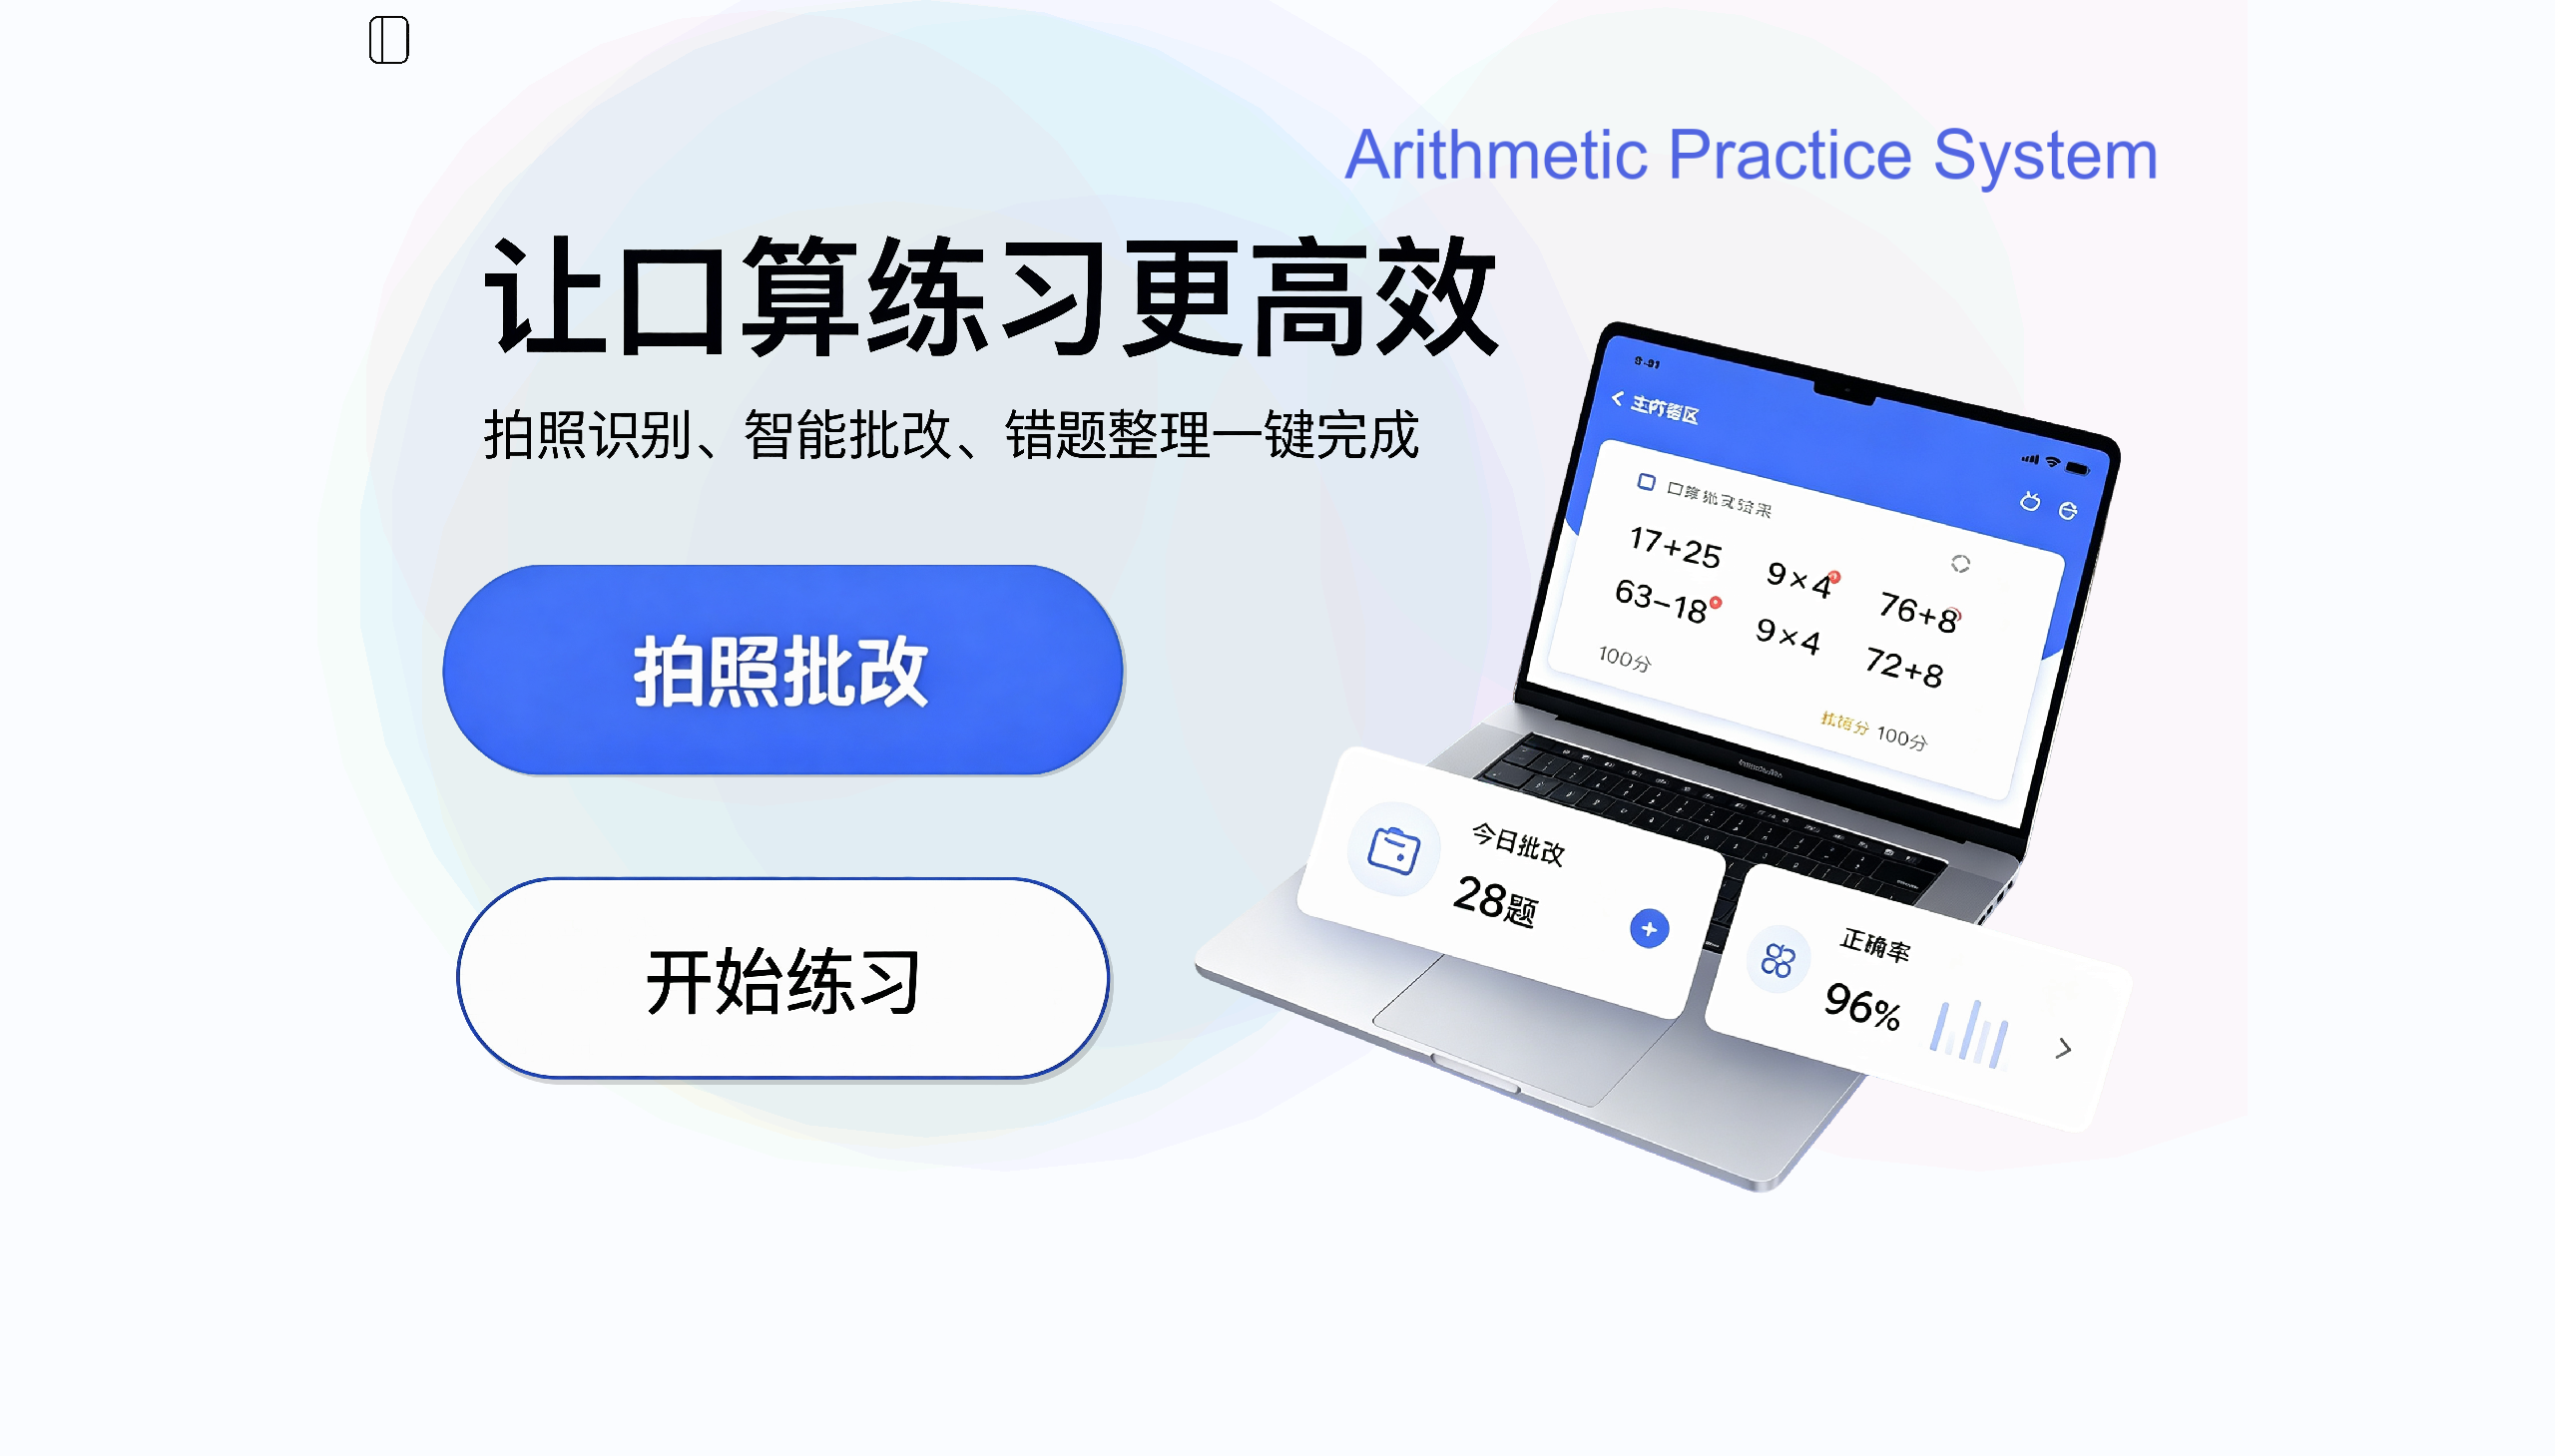 Arithmetic Practice System
让口算练习更高效
拍照识别、智能批改、错题整理一键完成
拍照批改
开始练习
17+25 9×4 76+8
63-18 9×4 72+8
100分
100分
今日批改
28题
正确率
96%